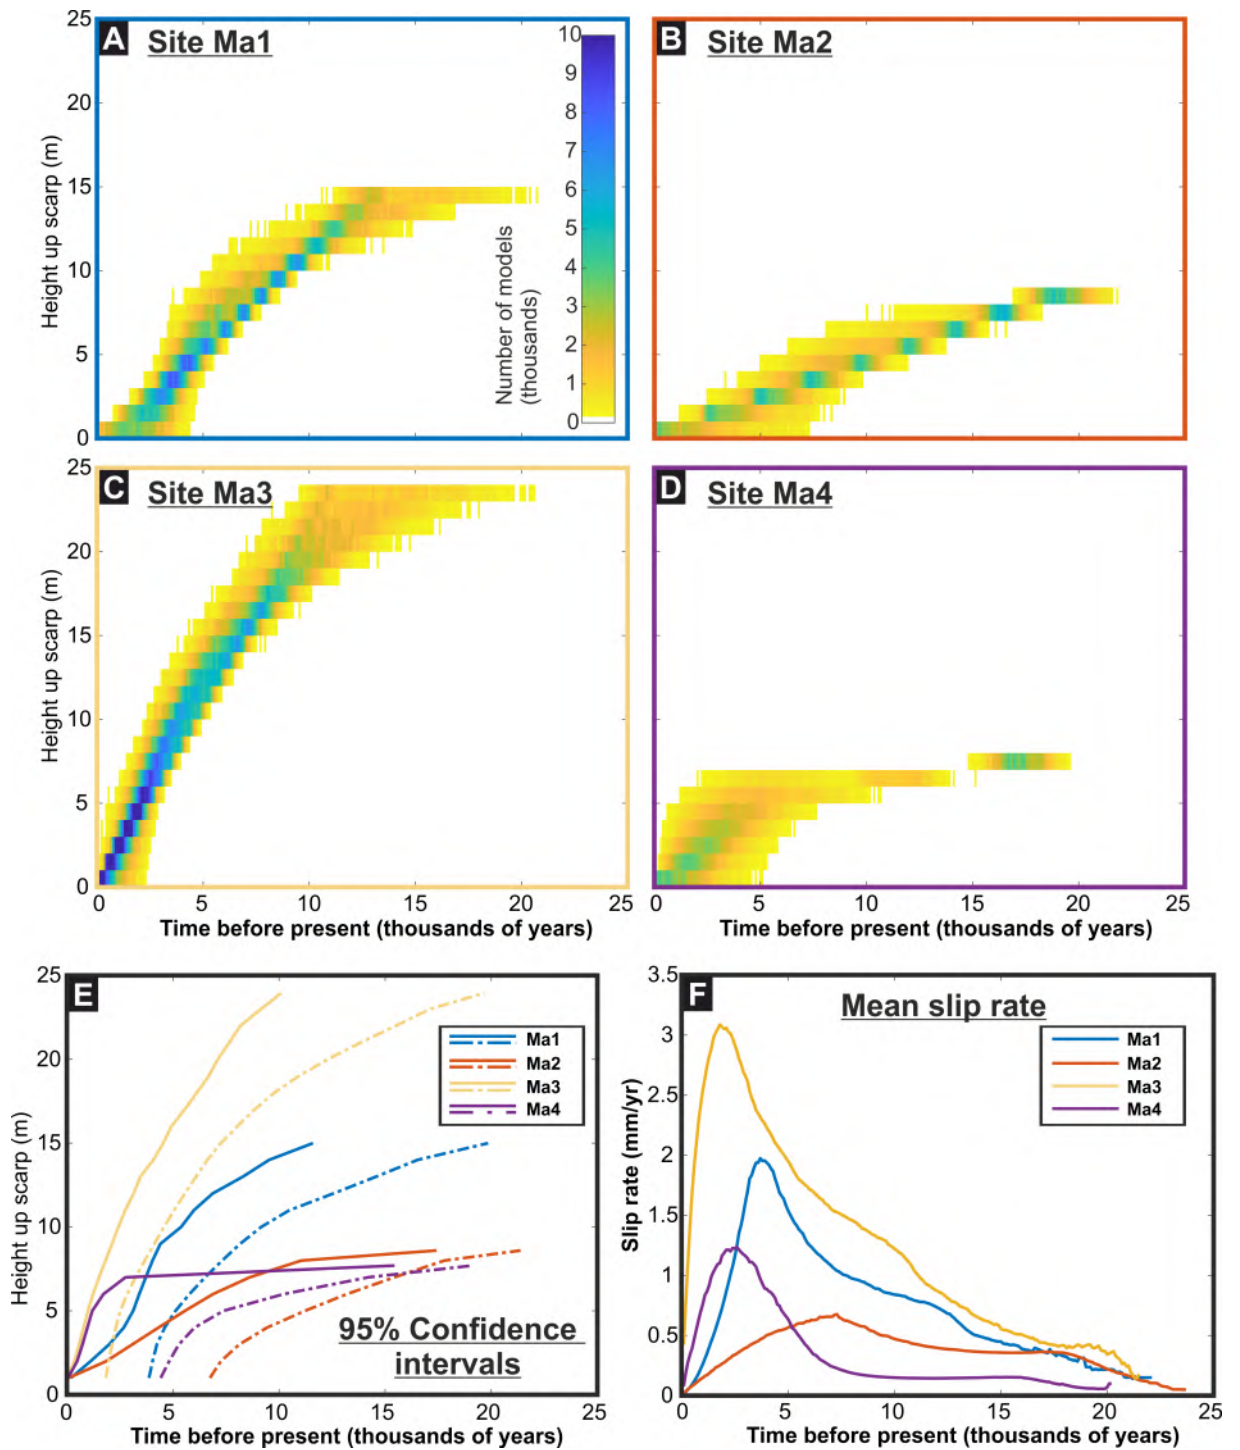 A Site Ma1
25
20
15
10
5
0
Height up scarp (m)
10
9
8
7
6
5
4
3
2
1
0
Number of models
(thousands)
B Site Ma2
C Site Ma3
25
20
15
10
5
0
Height up scarp (m)
0 5 10 15 20 25
Time before present (thousands of years)
D Site Ma4
0 5 10 15 20 25
Time before present (thousands of years)
E
25
20
15
10
5
0
Height up scarp (m)
Ma1
Ma2
Ma3
Ma4
95% Confidence
intervals
0 5 10 15 20 25
Time before present (thousands of years)
F Mean slip rate
3.5
3
2.5
2
1.5
1
0.5
0
Slip rate (mm/yr)
Ma1
Ma2
Ma3
Ma4
0 5 10 15 20 25
Time before present (thousands of years)